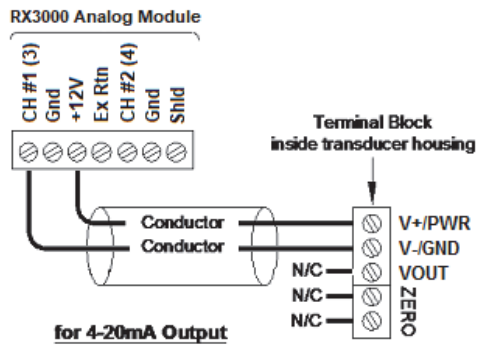 RX3000 Analog Module
CH #1 (3)
Gnd
+12V
Ex Rtn
CH #2 (4)
Gnd
Shld
Terminal Block
inside transducer housing
Conductor
Conductor
V+/PWR
V-/GND
N/C
VOUT
N/C
N/C
ZERO
for 4-20mA Output